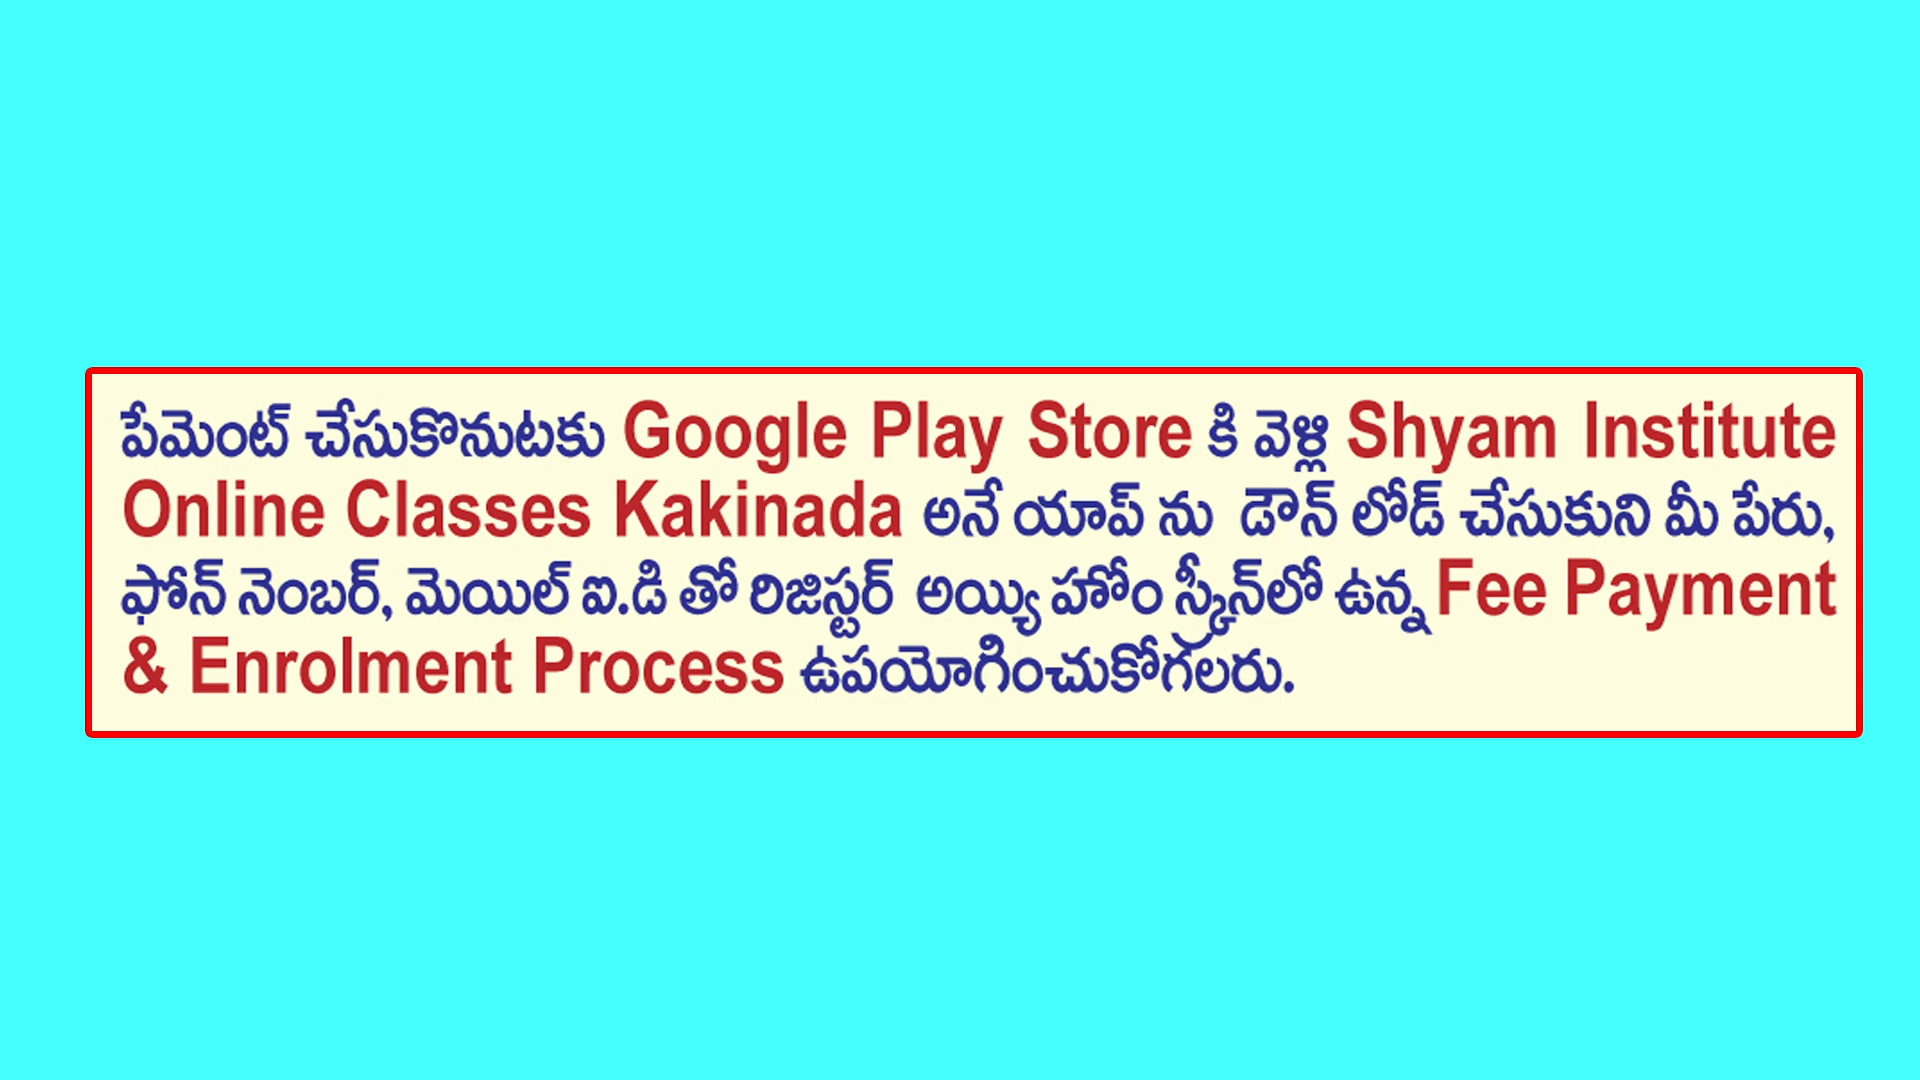 పేమెంట్ చేసుకొనుటకు Google Play Store కి వెళ్లి Shyam Institute
Online Classes Kakinada అనే యాప్ ను డౌన్ లోడ్ చేసుకుని మీ పేరు,
ఫోన్ నెంబర్, మెయిల్ ఐ.డి తో రిజిస్టర్ అయ్యి హోం స్క్రీన్‌లో ఉన్న Fee Payment
& Enrolment Process ఉపయోగించుకోగలరు.